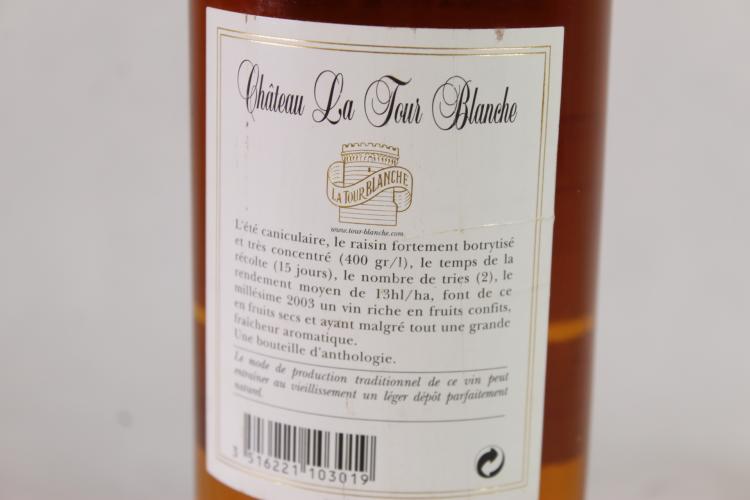 Château La Tour Blanche
LA TOUR BLANCHE
www.tour-blanche.com
L'été caniculaire, le raisin fortement botrytisé
et très concentré (400 gr/l), le temps de la
récolte (15 jours), le nombre de tries (2), le
rendement moyen de 13hl/ha, font de ce
millésime 2003 un vin riche en fruits confits,
en fruits secs et ayant malgré tout une grande
fraîcheur aromatique.
Une bouteille d'anthologie.
Le mode de production traditionnel de ce vin peut
entraîner au vieillissement un léger dépôt parfaitement
naturel.
3 516221 103019